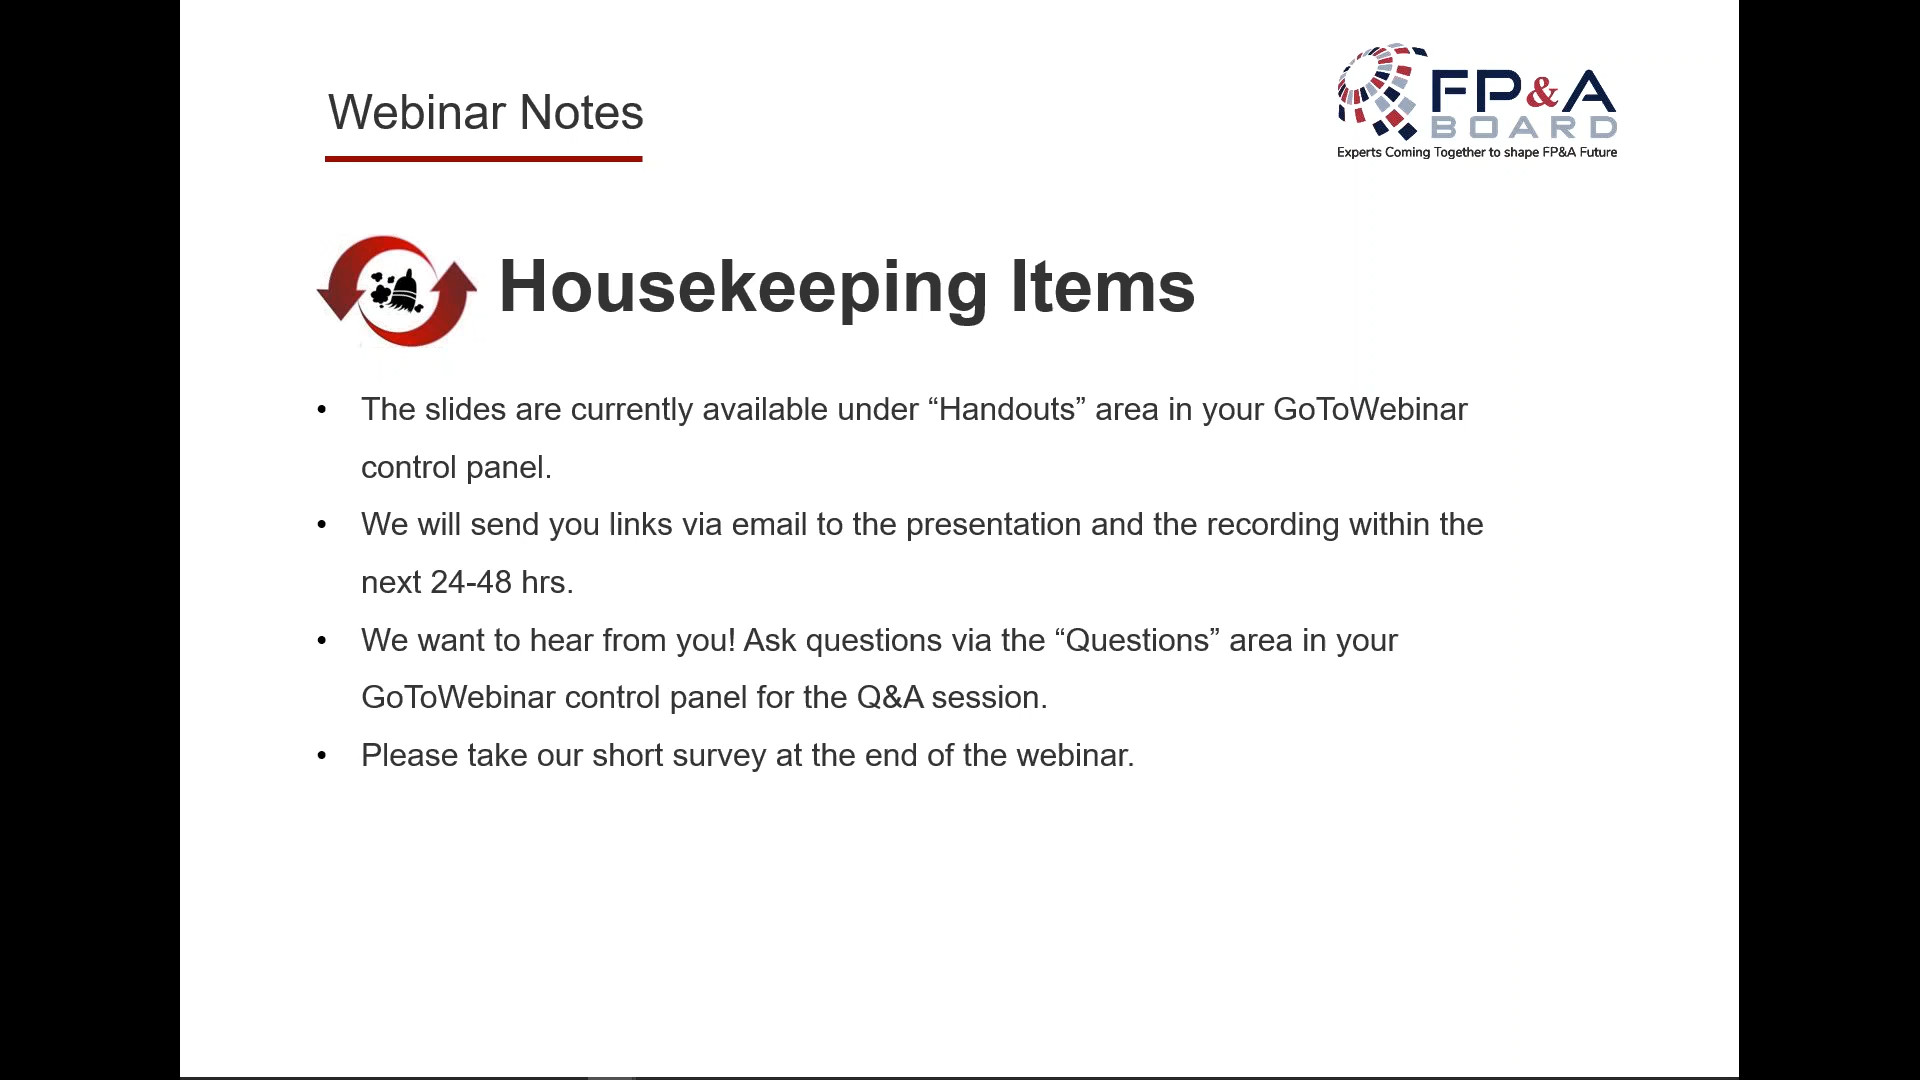 Webinar Notes
FP&A
BOARD
Experts Coming Together to shape FP&A Future
Housekeeping Items
• The slides are currently available under “Handouts” area in your GoToWebinar
control panel.
• We will send you links via email to the presentation and the recording within the
next 24-48 hrs.
• We want to hear from you! Ask questions via the “Questions” area in your
GoToWebinar control panel for the Q&A session.
• Please take our short survey at the end of the webinar.